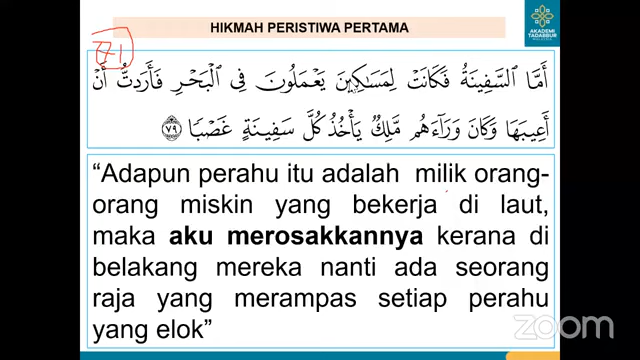 HIKMAH PERISTIWA PERTAMA
AKADEMI
TADABBUR
MALAYSIA
71
أَمَّا ٱلسَّفِينَةُ فَكَانَتْ لِمَسَـٰكِينَ يَعْمَلُونَ فِى ٱلْبَحْرِ فَأَرَدتُّ أَنْ
أَعِيبَهَا وَكَانَ وَرَآءَهُم مَّلِكٌ يَأْخُذُ كُلَّ سَفِينَةٍ غَصْبًا ٧٩
“Adapun perahu itu adalah milik orang-
orang miskin yang bekerja di laut,
maka aku merosakkannya kerana di
belakang mereka nanti ada seorang
raja yang merampas setiap perahu
yang elok”
zoom